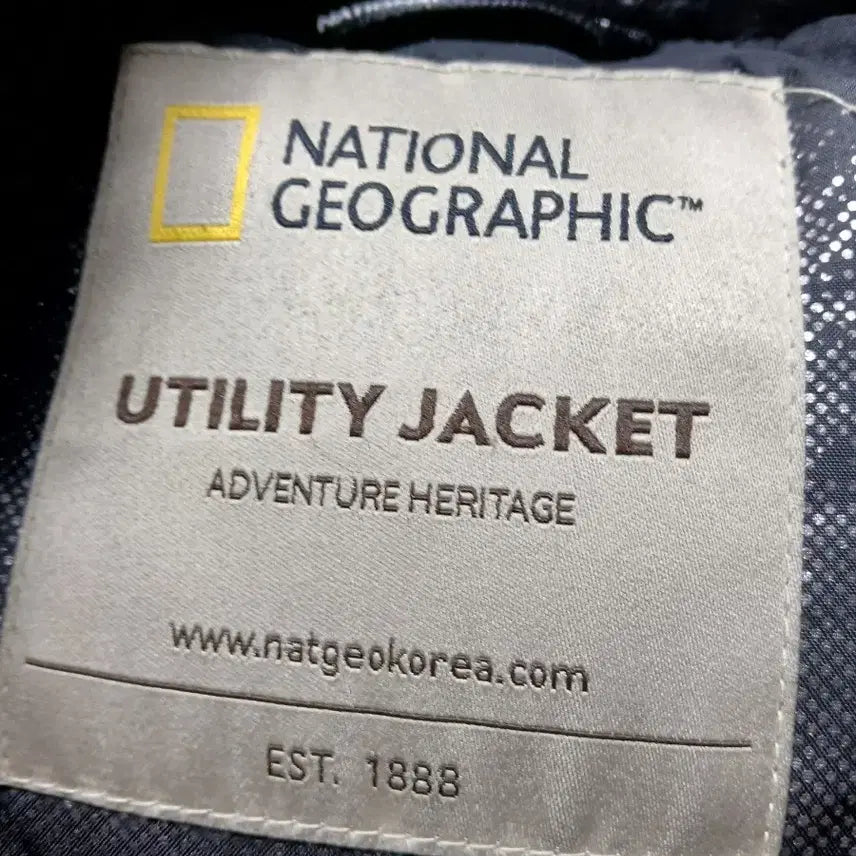 NATIONAL
GEOGRAPHIC™
UTILITY JACKET
ADVENTURE HERITAGE
www.natgeokorea.com
EST. 1888